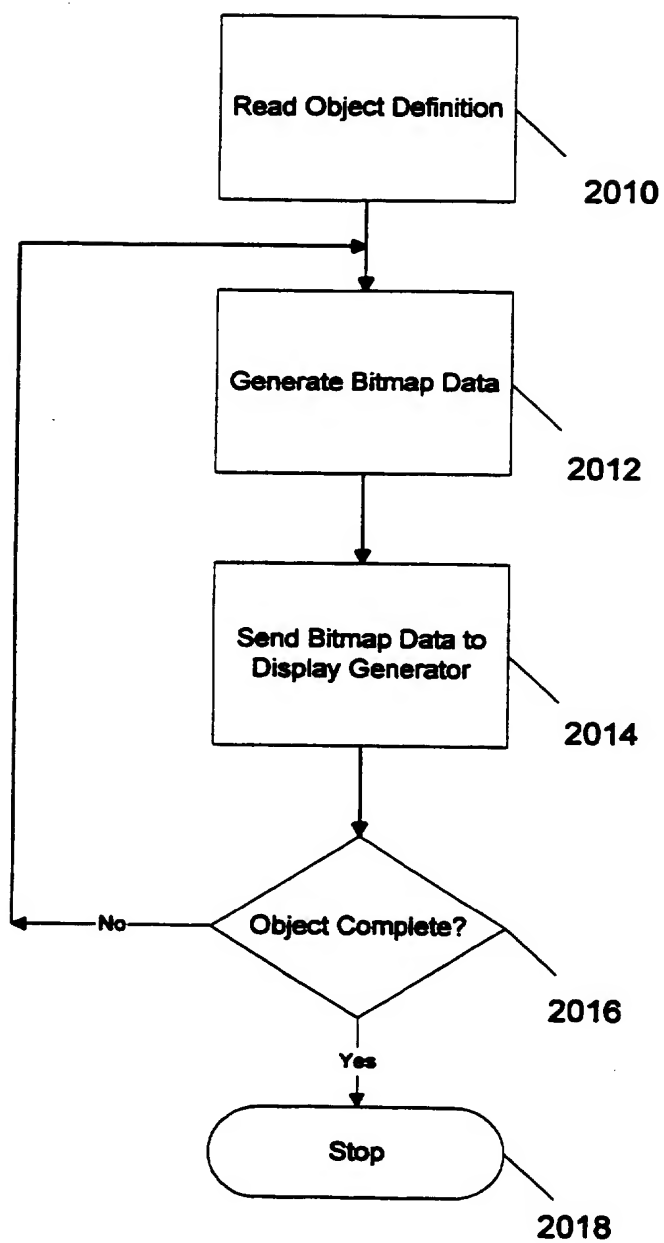 Read Object Definition
2010
Generate Bitmap Data
2012
Send Bitmap Data to
Display Generator
2014
Object Complete?
No
2016
Yes
Stop
2018